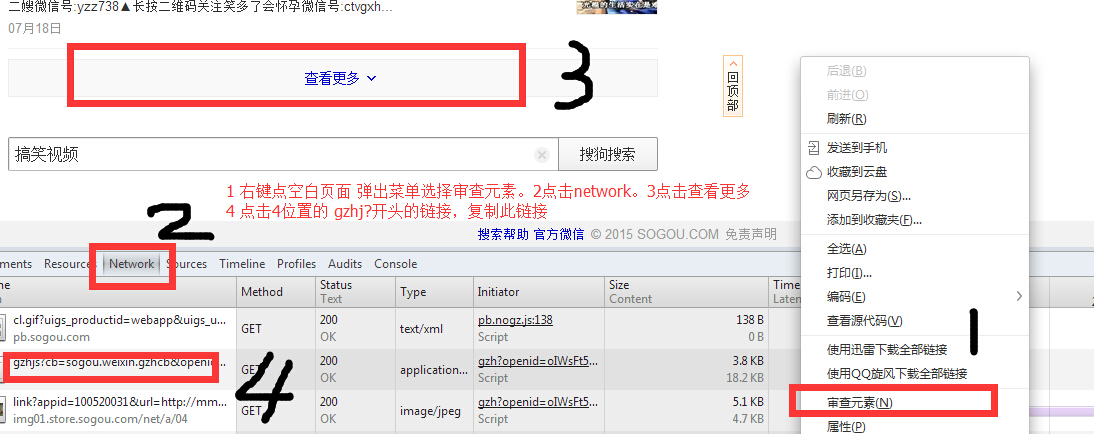 二嫂微信号:yzz738▲长按二维码关注笑多了会怀孕微信号:ctvgxh...
07月18日
查看更多
3
回顶部
搞笑视频
搜狗搜索
1 右键点空白页面 弹出菜单选择审查元素。2点击network。3点击查看更多
4 点击4位置的 gzhj?开头的链接，复制此链接
2
搜索帮助 官方微信 © 2015 SOGOU.COM 免责声明
ements Resources Network Sources Timeline Profiles Audits Console
me Method Status Text Type Initiator Size Content Time Laten
cl.gif?uigs_productid=webapp&uigs_u... GET 200 text/xml pb.nogz.js:138 138 B
pb.sogou.com OK Script 0 B
gzhjs?cb=sogou.weixin.gzhcb&openid... GET 200 application... gzh?openid=oIWsFt5... 3.8 KB
OK Script 18.2 KB
4
link?appid=100520031&url=http://mm... GET 200 image/jpeg gzh?openid=oIWsFt5... 5.1 KB
img01.store.sogou.com/net/a/04 OK Script 4.7 KB
后退(B)
前进(O)
刷新(R)
发送到手机
收藏到云盘
网页另存为(S)...
添加到收藏夹(F)...
全选(A)
打印(I)...
编码(E)
查看源代码(V)
1
使用迅雷下载全部链接
使用QQ旋风下载全部链接
审查元素(N)
属性(P)